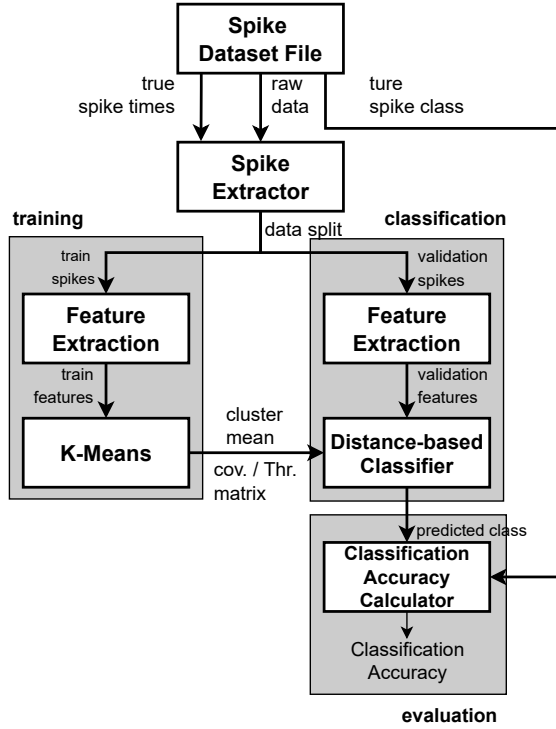 Spike
Dataset File
true
spike times
raw
data
ture
spike class
Spike
Extractor
training
data split
classification
train
spikes
validation
spikes
Feature
Extraction
Feature
Extraction
train
features
validation
features
K-Means
cluster
mean
cov. / Thr.
matrix
Distance-based
Classifier
predicted class
Classification
Accuracy
Calculator
Classification
Accuracy
evaluation